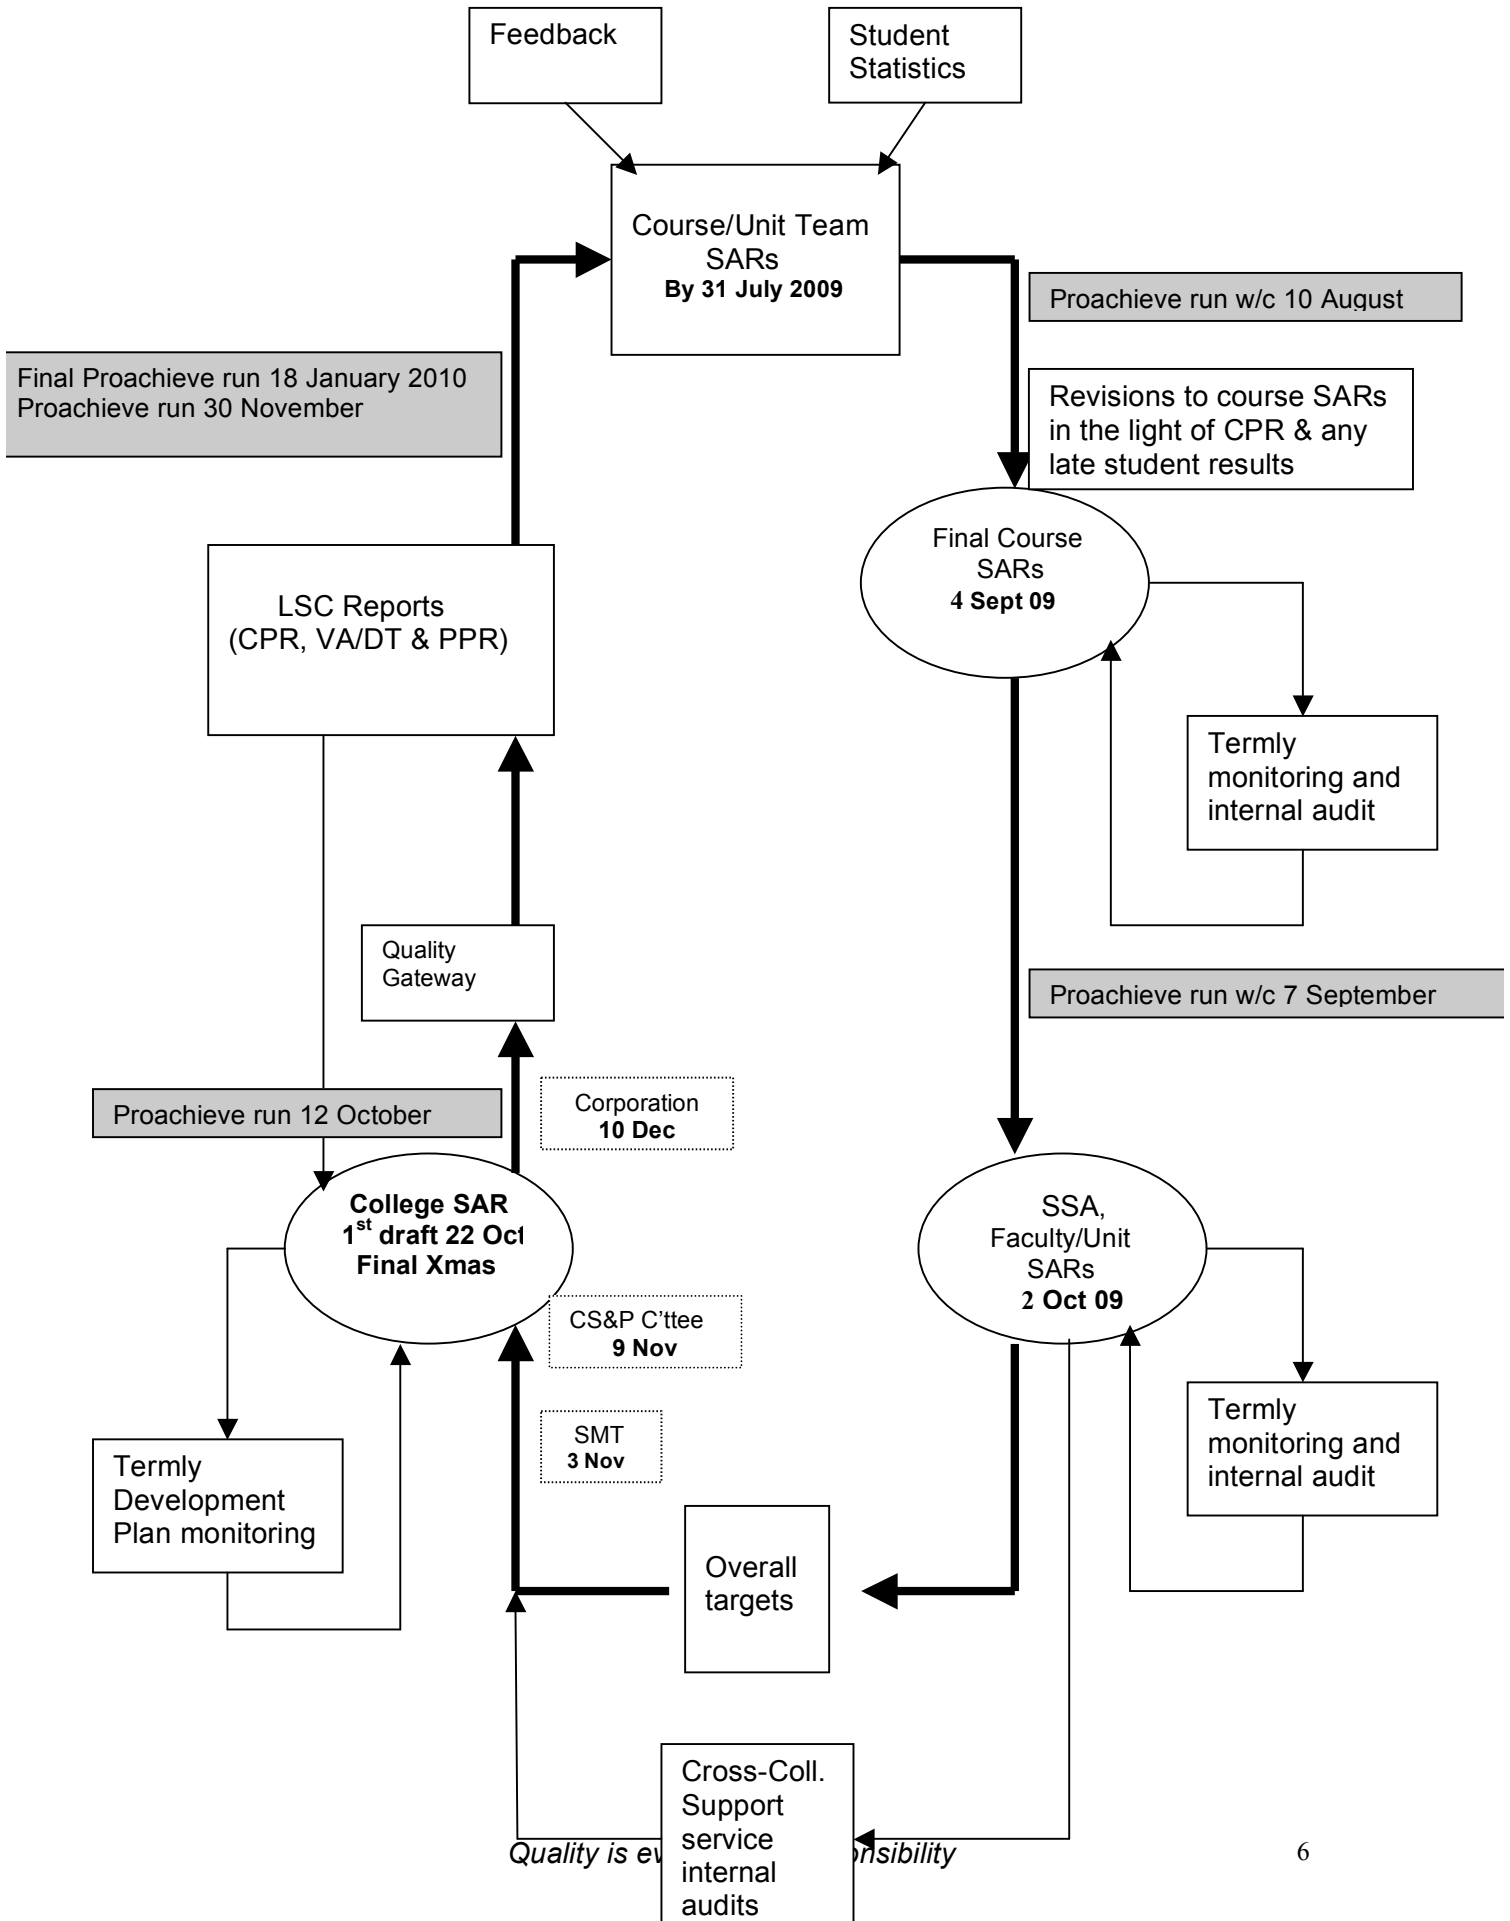 Feedback
Student
Statistics
Course/Unit Team
SARs
By 31 July 2009
Proachieve run w/c 10 August
Final Proachieve run 18 January 2010
Proachieve run 30 November
Revisions to course SARs
in the light of CPR & any
late student results
Final Course
SARs
4 Sept 09
LSC Reports
(CPR, VA/DT & PPR)
Termly
monitoring and
internal audit
Quality
Gateway
Proachieve run w/c 7 September
Corporation
10 Dec
Proachieve run 12 October
College SAR
1st draft 22 Oct
Final Xmas
SSA,
Faculty/Unit
SARs
2 Oct 09
CS&P C'ttee
9 Nov
SMT
3 Nov
Termly
monitoring and
internal audit
Termly
Development
Plan monitoring
Overall
targets
Cross-Coll.
Support
service
internal
audits
Quality is
6